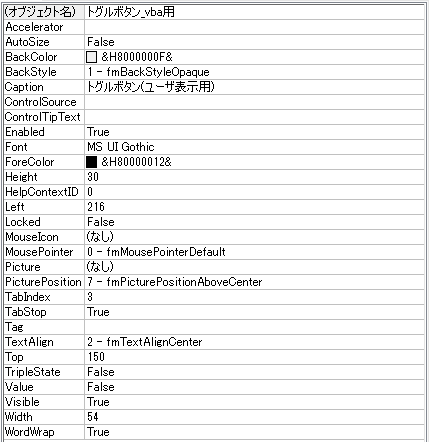 (オブジェクト名) トグルボタン_vba用
Accelerator
AutoSize False
BackColor &H8000000F&
BackStyle 1 - fmBackStyleOpaque
Caption トグルボタン(ユーザ表示用)
ControlSource
ControlTipText
Enabled True
Font MS UI Gothic
ForeColor &H80000012&
Height 30
HelpContextID 0
Left 216
Locked False
MouseIcon (なし)
MousePointer 0 - fmMousePointerDefault
Picture (なし)
PicturePosition 7 - fmPicturePositionAboveCenter
TabIndex 3
TabStop True
Tag
TextAlign 2 - fmTextAlignCenter
Top 150
TripleState False
Value False
Visible True
Width 54
WordWrap True